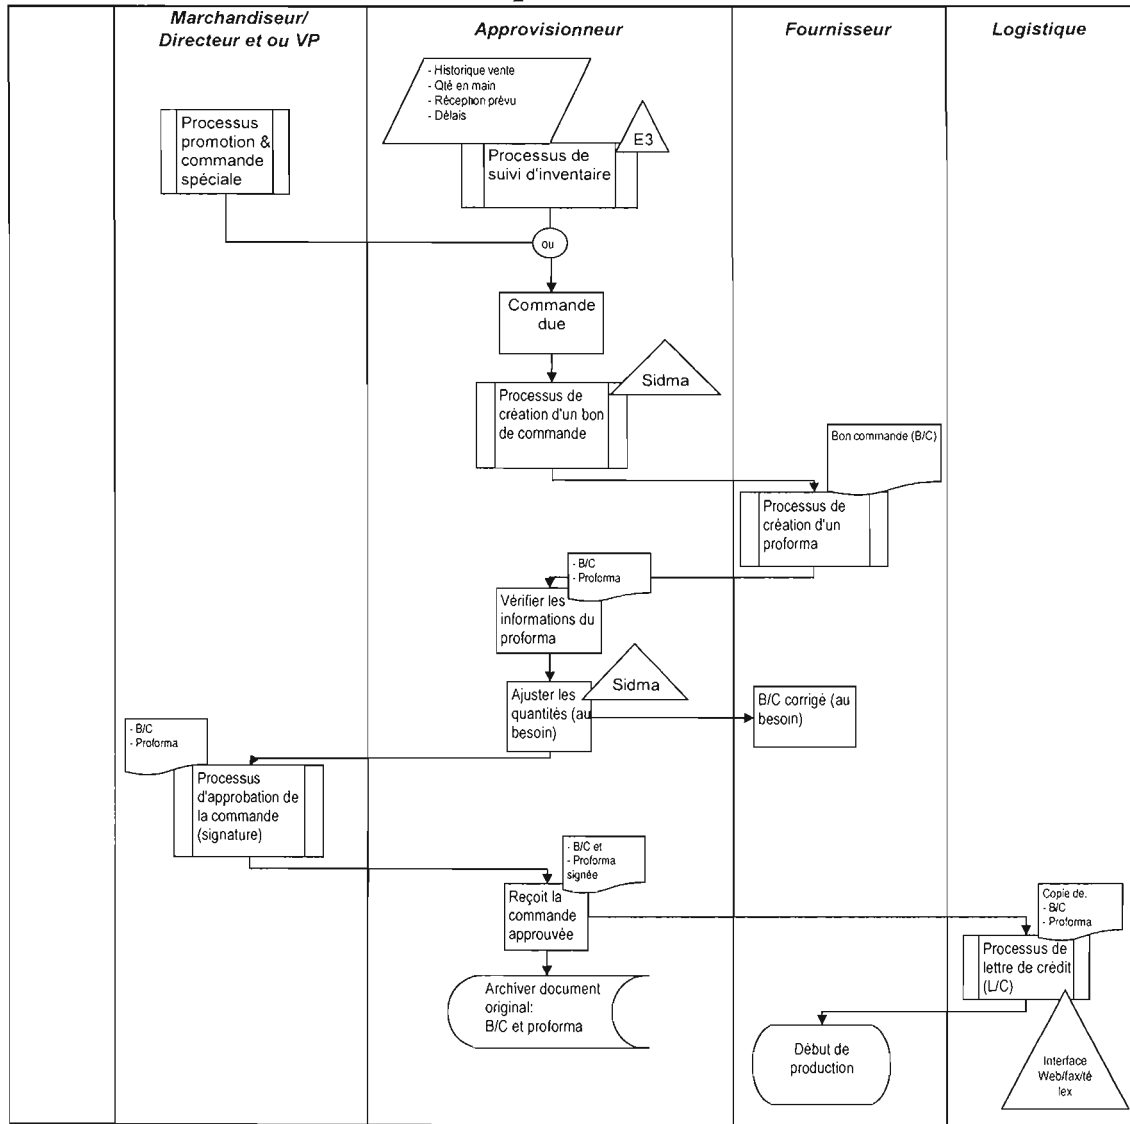 Marchandiseur/
Directeur et ou VP
Approvisionneur
Fournisseur
Logistique
- Historique vente
- Qté en main
- Réception prévu
- Délais
E3
Processus
promotion &
commande
spéciale
Processus de
suivi d'inventaire
ou
Commande
due
Sidma
Processus de
création d'un bon
de commande
Bon commande (B/C)
Processus de
création d'un
proforma
- B/C
- Proforma
Vérifier les
informations du
proforma
Sidma
Ajuster les
quantités (au
besoin)
B/C corrigé (au
besoin)
- B/C
- Proforma
Processus
d'approbation de
la commande
(signature)
- B/C et
- Proforma
signée
Reçoit la
commande
approuvée
Copie de.
- B/C
- Proforma
Processus de
lettre de crédit
(L/C)
Archiver document
original:
B/C et proforma
Début de
production
Interface
Web/fax/té
lex